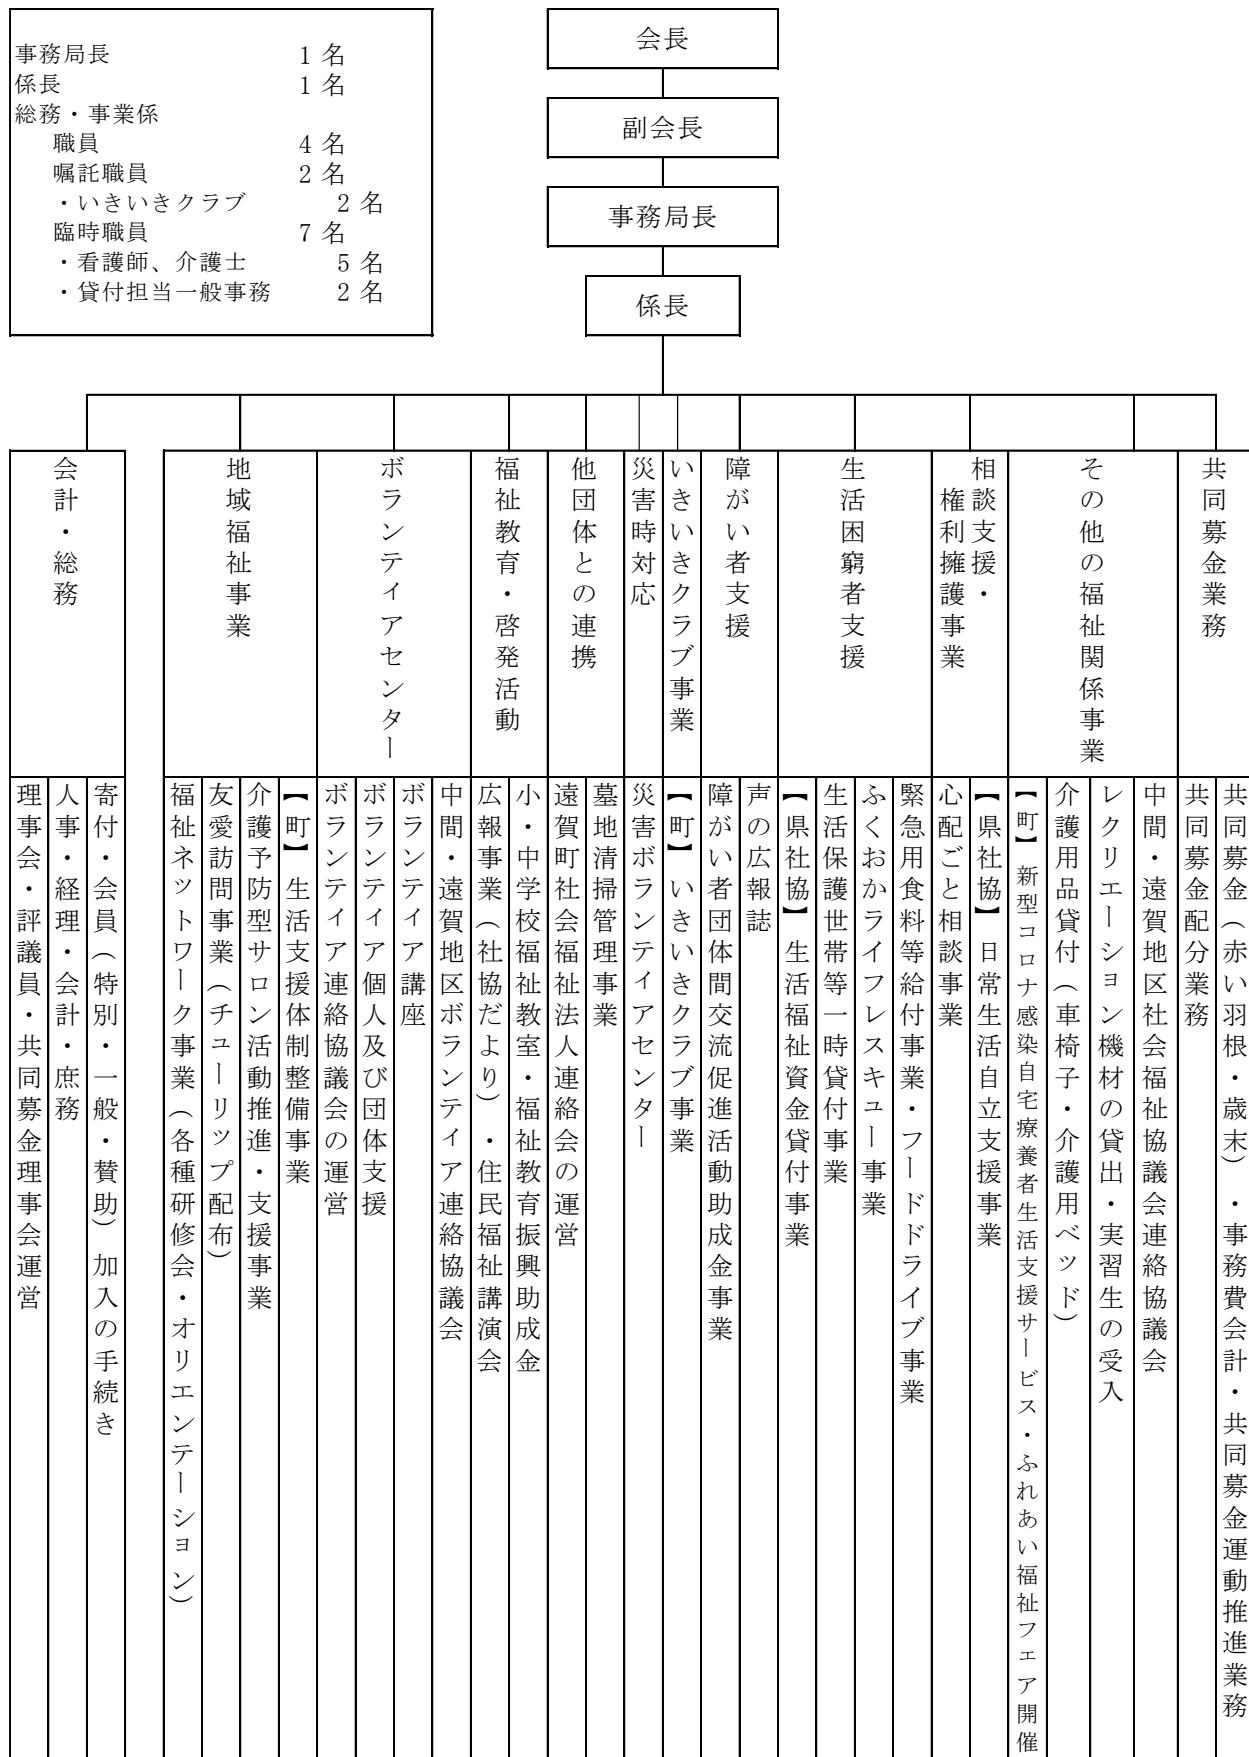 事務局長 1 名
係長 1 名
総務・事業係
職員 4 名
嘱託職員 2 名
・いきいきクラブ 2 名
臨時職員 7 名
・看護師、介護士 5 名
・貸付担当一般事務 2 名
会長
副会長
事務局長
係長
会計・総務
理事会・評議員・共同募金理事会運営
人事・経理・会計・庶務
寄付・会員（特別・一般・賛助）加入の手続き
地域福祉事業
福祉ネットワーク事業（各種研修会・オリエンテーション）
友愛訪問事業（チューリップ配布）
介護予防型サロン活動推進・支援事業
【町】生活支援体制整備事業
ボランティアセンター
ボランティア連絡協議会の運営
ボランティア個人及び団体支援
ボランティア講座
中間・遠賀地区ボランティア連絡協議会
福祉教育・啓発活動
広報事業（社協だより）・住民福祉講演会
小・中学校福祉教室・福祉教育振興助成金
他団体との連携
遠賀町社会福祉法人連絡会の運営
墓地清掃管理事業
災害時対応
災害ボランティアセンター
いきいきクラブ事業
【町】いきいきクラブ事業
障がい者支援
障がい者団体間交流促進活動助成金事業
声の広報誌
生活困窮者支援
【県社協】生活福祉資金貸付事業
生活保護世帯等一時貸付事業
ふくおかライフレスキュー事業
緊急用食料等給付事業・フードドライブ事業
相談支援・
権利擁護事業
心配ごと相談事業
【県社協】日常生活自立支援事業
その他の福祉関係事業
【町】新型コロナ感染自宅療養者生活支援サービス・ふれあい福祉フェア開催
介護用品貸付（車椅子・介護用ベッド）
レクリエーション機材の貸出・実習生の受入
中間・遠賀地区社会福祉協議会連絡協議会
共同募金業務
共同募金配分業務
共同募金（赤い羽根・歳末）・事務費会計・共同募金運動推進業務